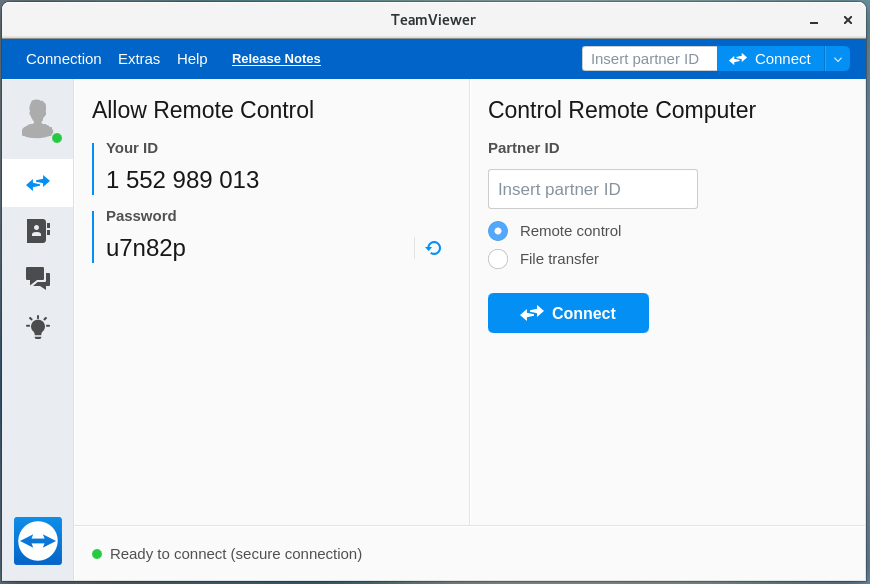 TeamViewer
Connection Extras Help Release Notes Insert partner ID Connect
Allow Remote Control
Your ID
1 552 989 013
Password
u7n82p
Control Remote Computer
Partner ID
Insert partner ID
Remote control
File transfer
Connect
Ready to connect (secure connection)